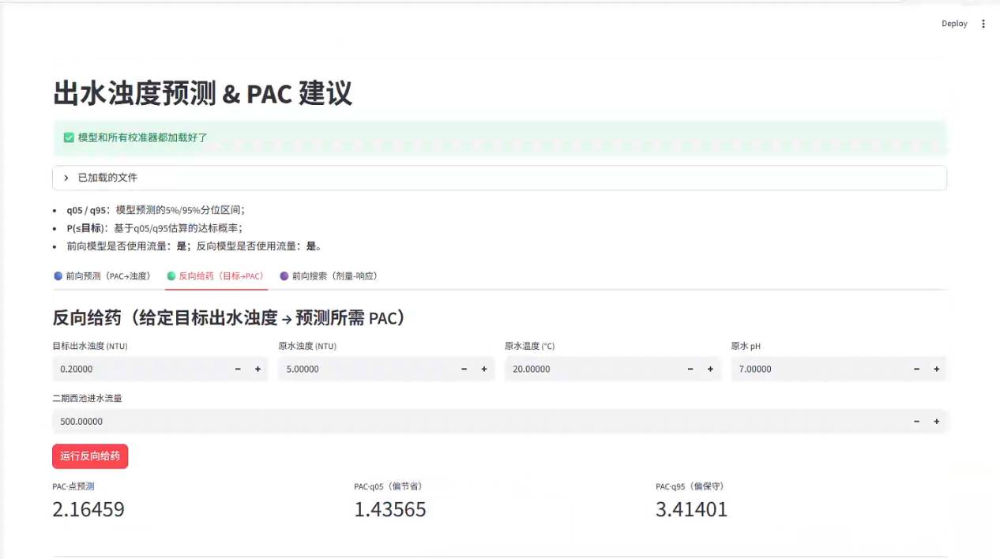 Deploy
出水浊度预测 & PAC 建议
模型和所有校准器都加载好了
已加载的文件
q05 / q95：模型预测的5%/95%分位区间；
P(≤目标)：基于q05/q95估算的达标概率；
前向模型是否使用流量：是；反向模型是否使用流量：是。
前向预测（PAC→浊度） 反向给药（目标→PAC） 前向搜索（剂量-响应）
反向给药（给定目标出水浊度 → 预测所需 PAC）
目标出水浊度 (NTU) 原水浊度 (NTU) 原水温度 (°C) 原水 pH
0.20000 − + 5.00000 − + 20.00000 − + 7.00000 − +
二期西池进水流量
500.00000 − +
运行反向给药
PAC-点预测 PAC-q05（偏节省） PAC-q95（偏保守）
2.16459 1.43565 3.41401